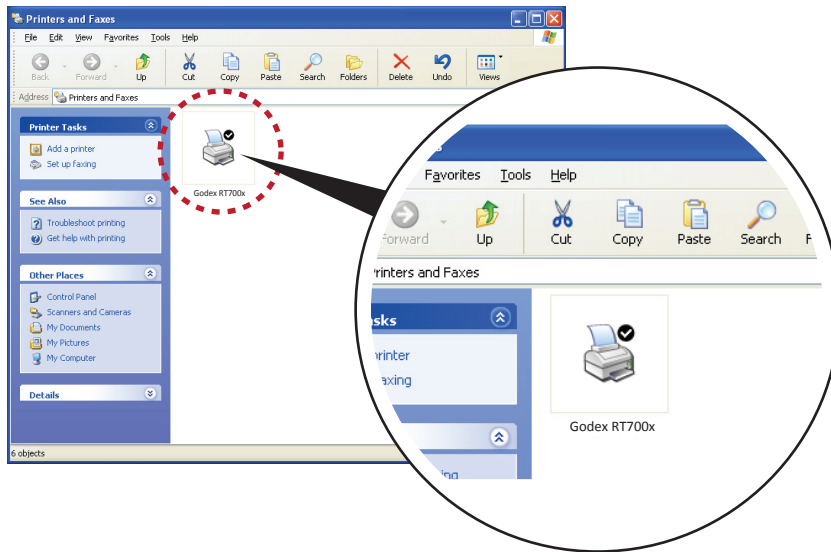 Printers and Faxes
File Edit View Favorites Tools Help
Back Forward Up Cut Copy Paste Search Folders Delete Undo Views
Address Printers and Faxes
Printer Tasks
Add a printer
Set up faxing
See Also
Troubleshoot printing
Get help with printing
Other Places
Control Panel
Scanners and Cameras
My Documents
My Pictures
My Computer
Details
6 objects
Godex RT700x
s
Favorites Tools Help
Forward Up Cut Copy Paste Search F
Printers and Faxes
asks
printer
faxing
ing
Godex RT700x